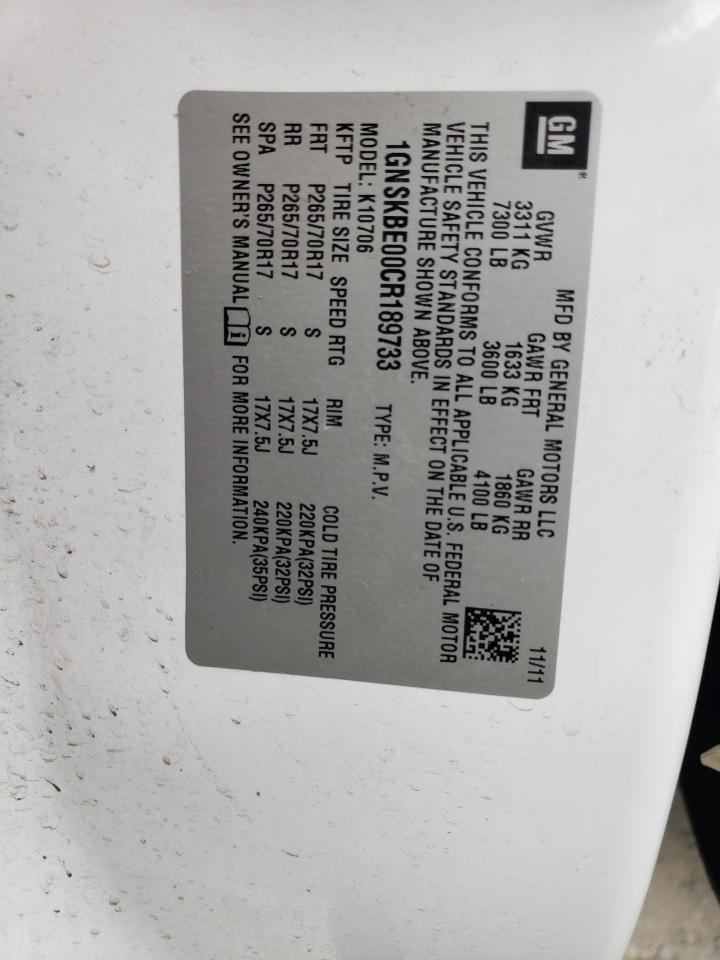 GM®
MFD BY GENERAL MOTORS LLC 11/11
GVWR GAWR FRT GAWR RR
3311 KG 1633 KG 1860 KG
7300 LB 3600 LB 4100 LB
THIS VEHICLE CONFORMS TO ALL APPLICABLE U.S. FEDERAL MOTOR
VEHICLE SAFETY STANDARDS IN EFFECT ON THE DATE OF
MANUFACTURE SHOWN ABOVE.
1GNSKBE00CR189733 TYPE: M.P.V.
MODEL: K10706
KFTP TIRE SIZE SPEED RTG RIM COLD TIRE PRESSURE
FRT P265/70R17 S 17X7.5J 220KPA(32PSI)
RR P265/70R17 S 17X7.5J 220KPA(32PSI)
SPA P265/70R17 S 17X7.5J 240KPA(35PSI)
SEE OWNER'S MANUAL i FOR MORE INFORMATION.